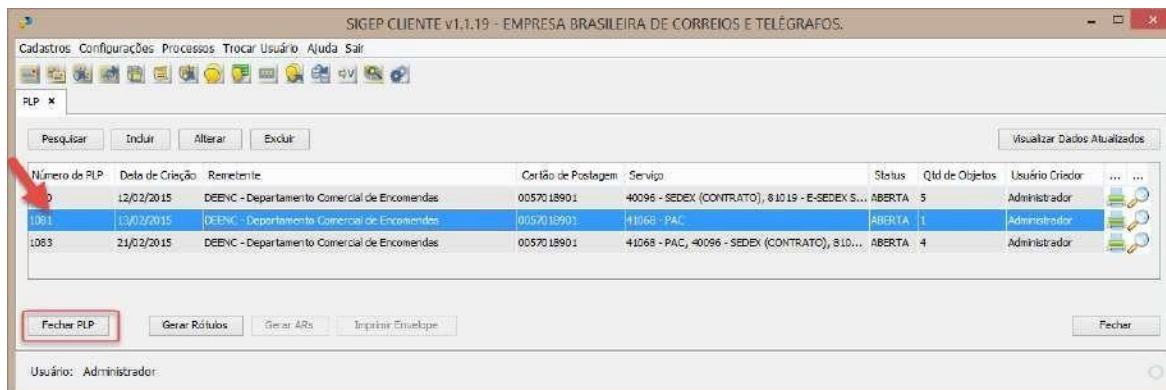 SIGEP CLIENTE v1.1.19 - EMPRESA BRASILEIRA DE CORREIOS E TELÉGRAFOS.
Cadastros Configurações Processos Trocar Usuário Ajuda Sair
PLP
Pesquisar Incluir Alterar Excluir Visualizar Dados Atualizados
Número da PLP Data de Criação Remetente Cartão de Postagem Serviço Status Qtd de Objetos Usuário Criador ... ...
12/02/2015 DEENC - Departamento Comercial de Encomendas 0057018901 40096 - SEDEX (CONTRATO), 81019 - E-SEDEX S... ABERTA 5 Administrador
1081 13/02/2015 DEENC - Departamento Comercial de Encomendas 0057018901 41068 - PAC ABERTA 1 Administrador
1083 21/02/2015 DEENC - Departamento Comercial de Encomendas 0057018901 41068 - PAC, 40096 - SEDEX (CONTRATO), 810... ABERTA 4 Administrador
Fechar PLP Gerar Rótulos Gerar ARs Imprimir Envelope Fechar
Usuário: Administrador